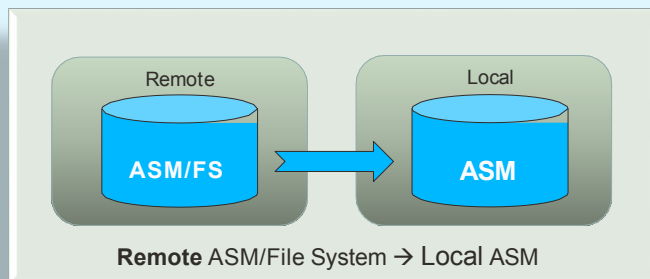 Remote
Local
ASM/FS
ASM
Remote ASM/File System → Local ASM